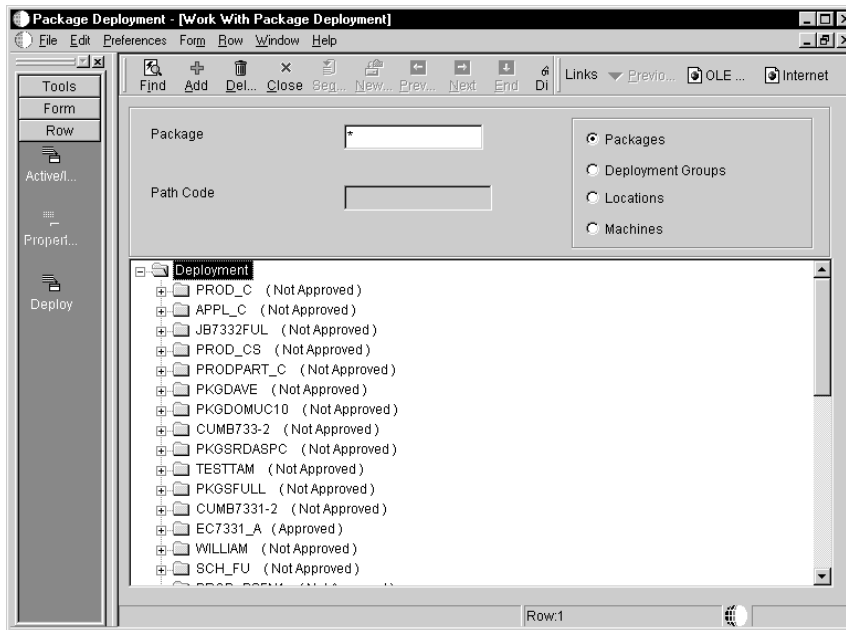 Package Deployment - [Work With Package Deployment]
File Edit Preferences Form Row Window Help
Tools
Form
Row
Active/I...
Propert...
Deploy
Find Add Del... Close Seq... New... Prev... Next End Di Links Previo... OLE ... Internet
Package *
Path Code
Packages
Deployment Groups
Locations
Machines
Deployment
PROD_C ( Not Approved )
APPL_C ( Not Approved )
JB7332FUL ( Not Approved )
PROD_CS ( Not Approved )
PRODPART_C ( Not Approved )
PKGDAVE ( Not Approved )
PKGDOMUC10 ( Not Approved )
CUMB733-2 ( Not Approved )
PKGSRDASPC ( Not Approved )
TESTTAM ( Not Approved )
PKGSFULL ( Not Approved )
CUMB7331-2 ( Not Approved )
EC7331_A ( Approved )
WILLIAM ( Not Approved )
SCH_FU ( Not Approved )
Row:1